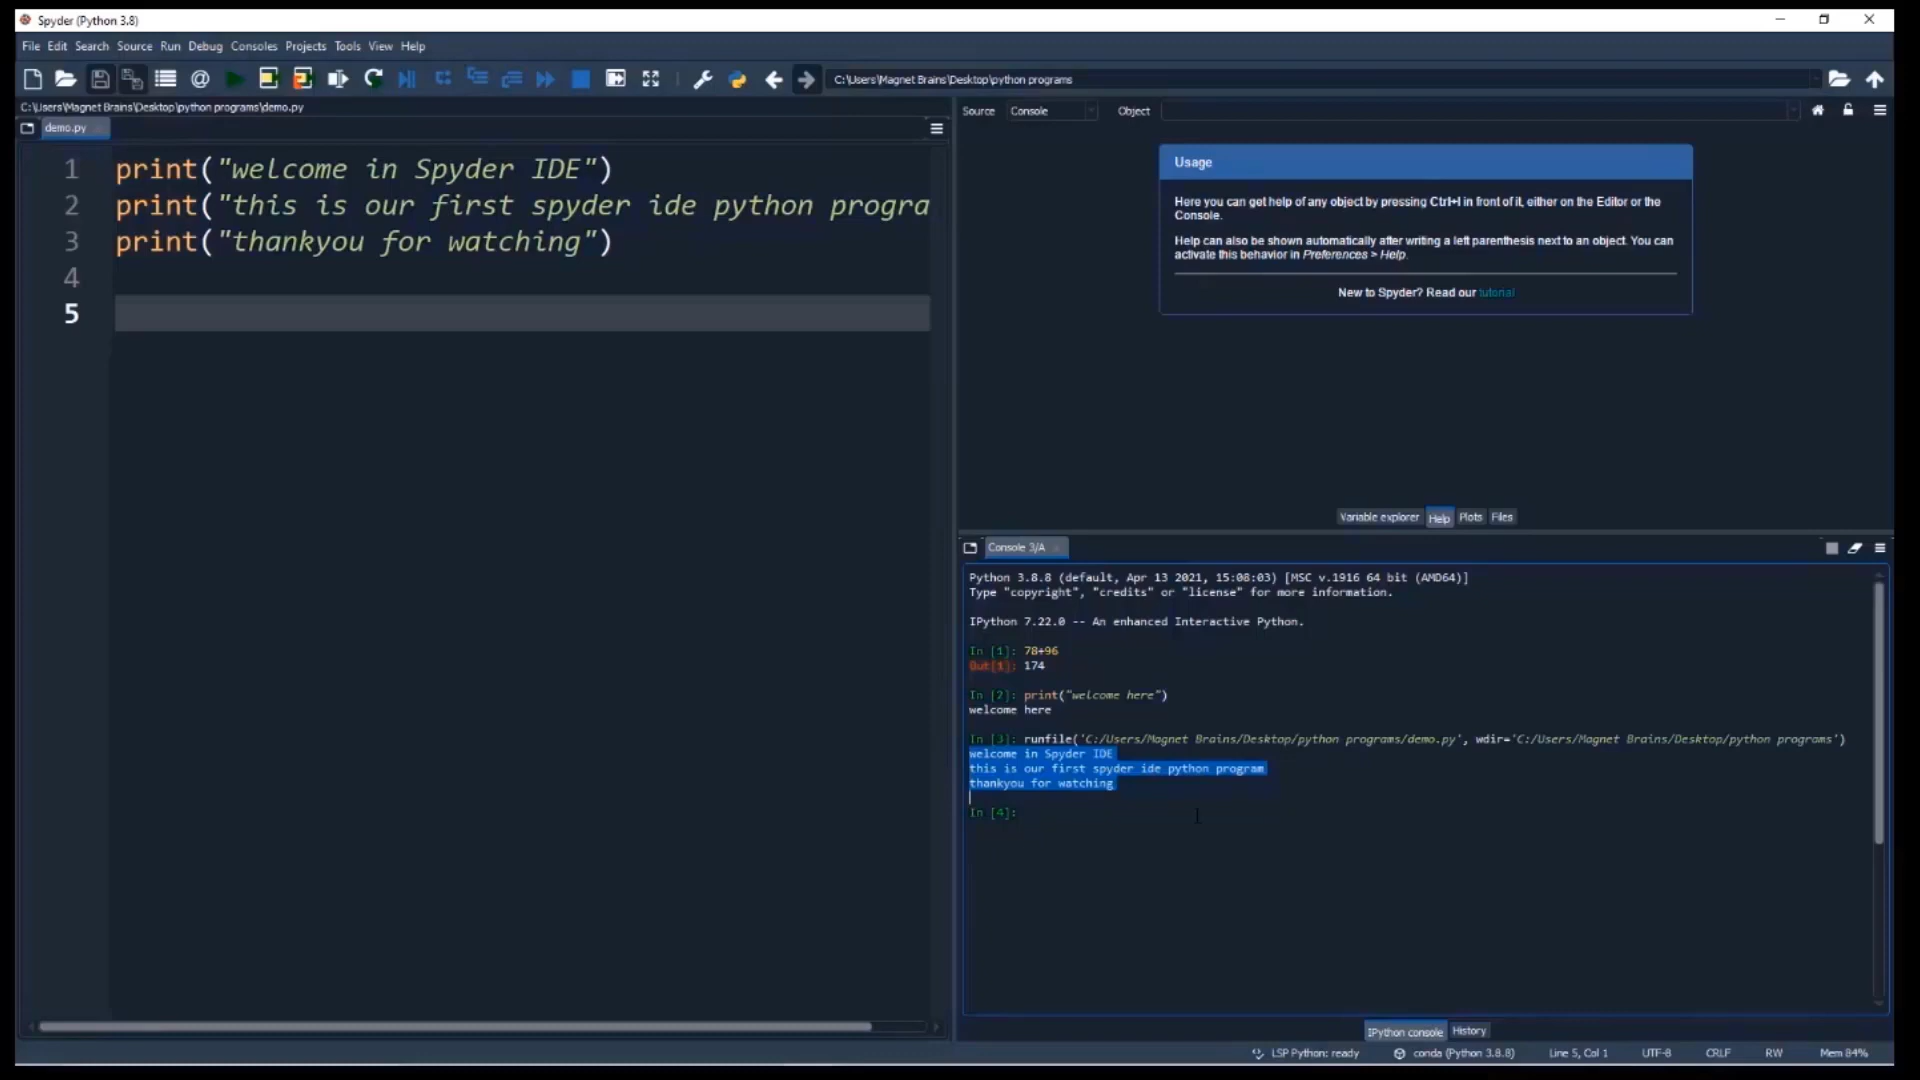 Spyder (Python 3.8)
File Edit Search Source Run Debug Consoles Projects Tools View Help
C:\Users\Magnet Brains\Desktop\python programs
C:\Users\Magnet Brains\Desktop\python programs\demo.py
demo.py
1 print("welcome in Spyder IDE")
2 print("this is our first spyder ide python progra
3 print("thankyou for watching")
4
5
Source Console Object
Usage
Here you can get help of any object by pressing Ctrl+I in front of it, either on the Editor or the
Console.
Help can also be shown automatically after writing a left parenthesis next to an object. You can
activate this behavior in Preferences > Help.
New to Spyder? Read our tutorial
Variable explorer Help Plots Files
Console 3/A
Python 3.8.8 (default, Apr 13 2021, 15:08:03) [MSC v.1916 64 bit (AMD64)]
Type "copyright", "credits" or "license" for more information.
IPython 7.22.0 -- An enhanced Interactive Python.
In [1]: 78+96
Out[1]: 174
In [2]: print("welcome here")
welcome here
In [3]: runfile('C:/Users/Magnet Brains/Desktop/python programs/demo.py', wdir='C:/Users/Magnet Brains/Desktop/python programs')
welcome in Spyder IDE
this is our first spyder ide python program
thankyou for watching
In [4]:
IPython console History
LSP Python: ready conda (Python 3.8.8) Line 5, Col 1 UTF-8 CRLF RW Mem 84%